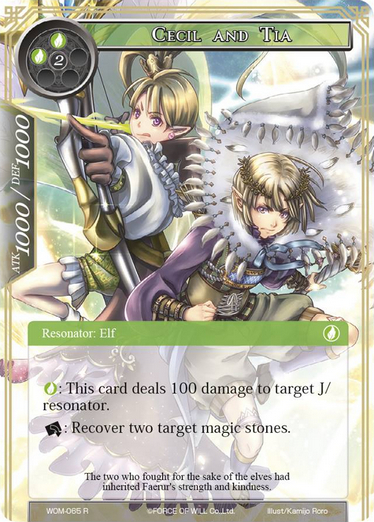 Cecil and Tia
2
ATK 1000 / DEF 1000
Resonator: Elf
: This card deals 100 damage to target J/
resonator.
: Recover two target magic stones.
The two who fought for the sake of the elves had
inherited Faerur's strength and kindness.
WOM-065 R ©FORCE OF WILL Co.,Ltd. Illust/Kamijo Roro